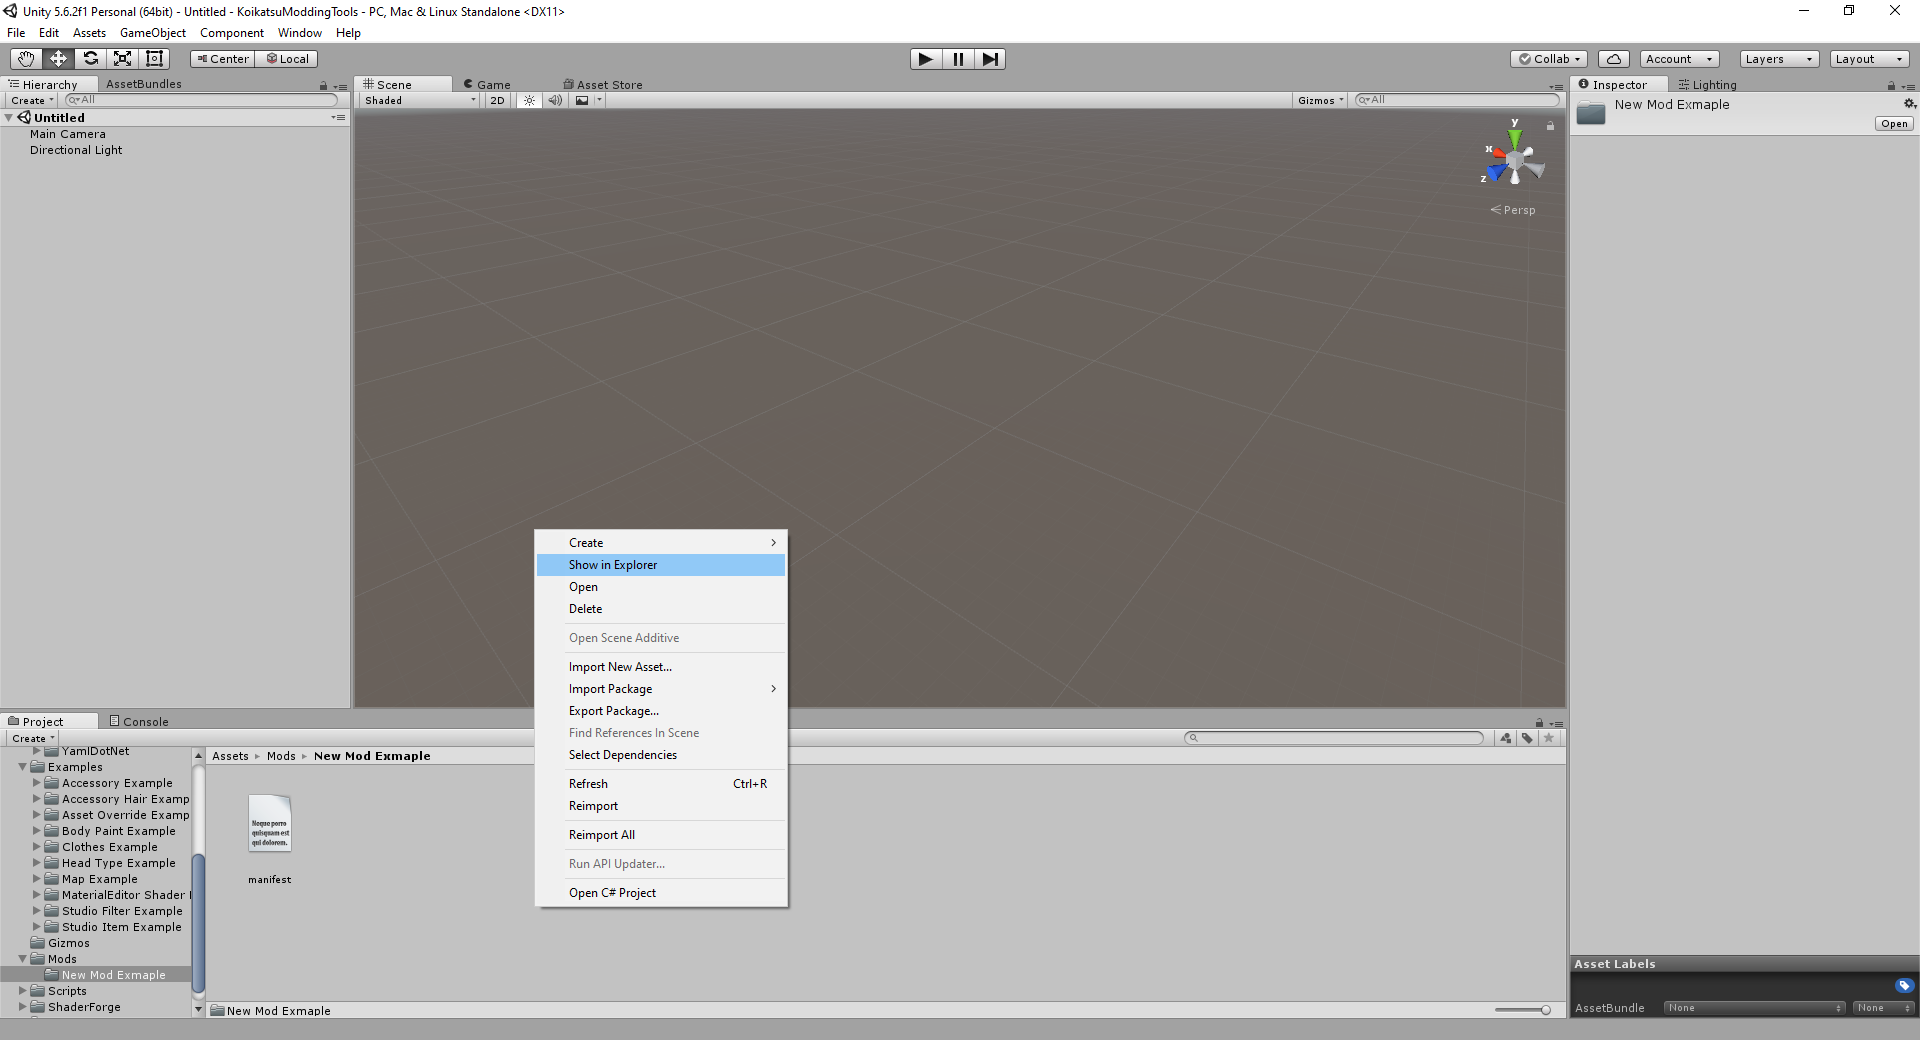 Unity 5.6.2f1 Personal (64bit) - Untitled - KoikatsuModdingTools - PC, Mac & Linux Standalone <DX11>
File Edit Assets GameObject Component Window Help
Center Local Collab Account Layers Layout
Hierarchy AssetBundles
Create All
Untitled
Main Camera
Directional Light
Scene Game Asset Store
Shaded 2D Gizmos All
y
x
z
Persp
Inspector Lighting
New Mod Exmaple
Open
Create
Show in Explorer
Open
Delete
Open Scene Additive
Import New Asset...
Import Package
Export Package...
Find References In Scene
Select Dependencies
Refresh Ctrl+R
Reimport
Reimport All
Run API Updater...
Open C# Project
Project Console
Create
YamlDotNet
Examples
Accessory Example
Accessory Hair Examp
Asset Override Examp
Body Paint Example
Clothes Example
Head Type Example
Map Example
MaterialEditor Shader
Studio Filter Example
Studio Item Example
Gizmos
Mods
New Mod Exmaple
Scripts
ShaderForge
Assets Mods New Mod Exmaple
Neque porro
quisquam est
qui dolorem.
manifest
New Mod Exmaple
Asset Labels
AssetBundle None None